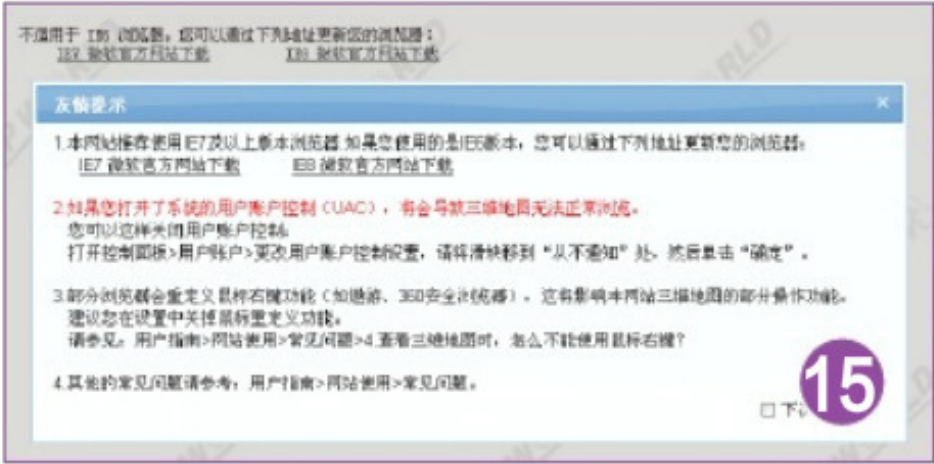 不适用于 IE6 浏览器，您可以通过下列地址更新您的浏览器：
IE7 微软官方网站下载 IE8 微软官方网站下载
友情提示
1.本网站推荐使用IE7及以上版本浏览器 如果您使用的是IE6版本，您可以通过下列地址更新您的浏览器：
IE7 微软官方网站下载 IE8 微软官方网站下载
2.如果您打开了系统的用户账户控制（UAC），将会导致三维地图无法正常浏览。
您可以这样关闭用户账户控制：
打开控制面板>用户账户>更改用户账户控制设置，请将滑块移到“从不通知”处，然后单击“确定”。
3.部分浏览器会重定义鼠标右键功能（如遨游、360安全浏览器），这将影响本网站三维地图的部分操作功能。
建议您在设置中关掉鼠标重定义功能。
请参见：用户指南>网站使用>常见问题>4.查看三维地图时，怎么不能使用鼠标右键？
4.其他的常见问题请参考：用户指南>网站使用>常见问题。
15